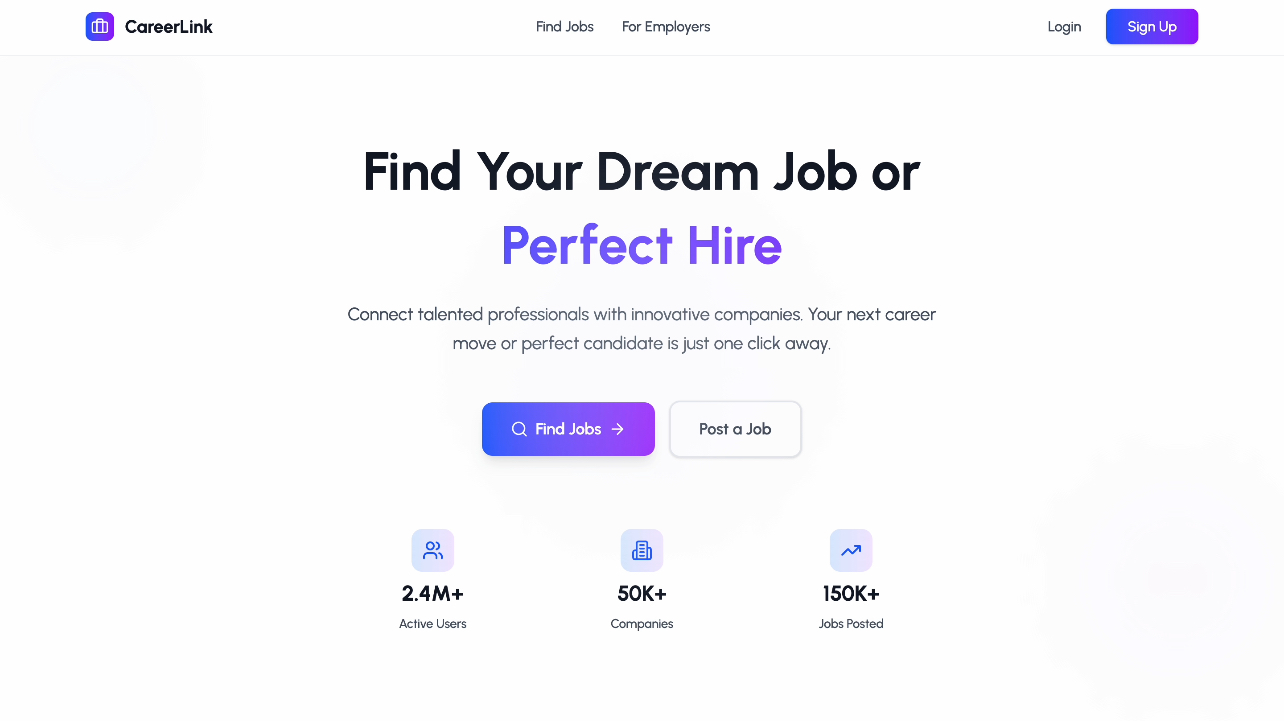 CareerLink
Find Jobs
For Employers
Login
Sign Up
Find Your Dream Job or
Perfect Hire
Connect talented professionals with innovative companies. Your next career
move or perfect candidate is just one click away.
Find Jobs
Post a Job
2.4M+
Active Users
50K+
Companies
150K+
Jobs Posted